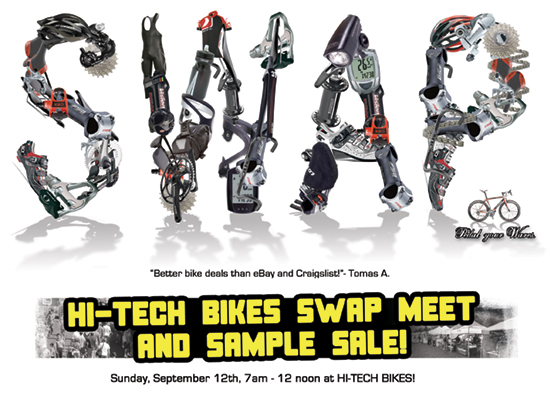 SWAP
Pedal your Wares.
"Better bike deals than eBay and Craigslist!"- Tomas A.
HI-TECH BIKES SWAP MEET
AND SAMPLE SALE!
Sunday, September 12th, 7am - 12 noon at HI-TECH BIKES!